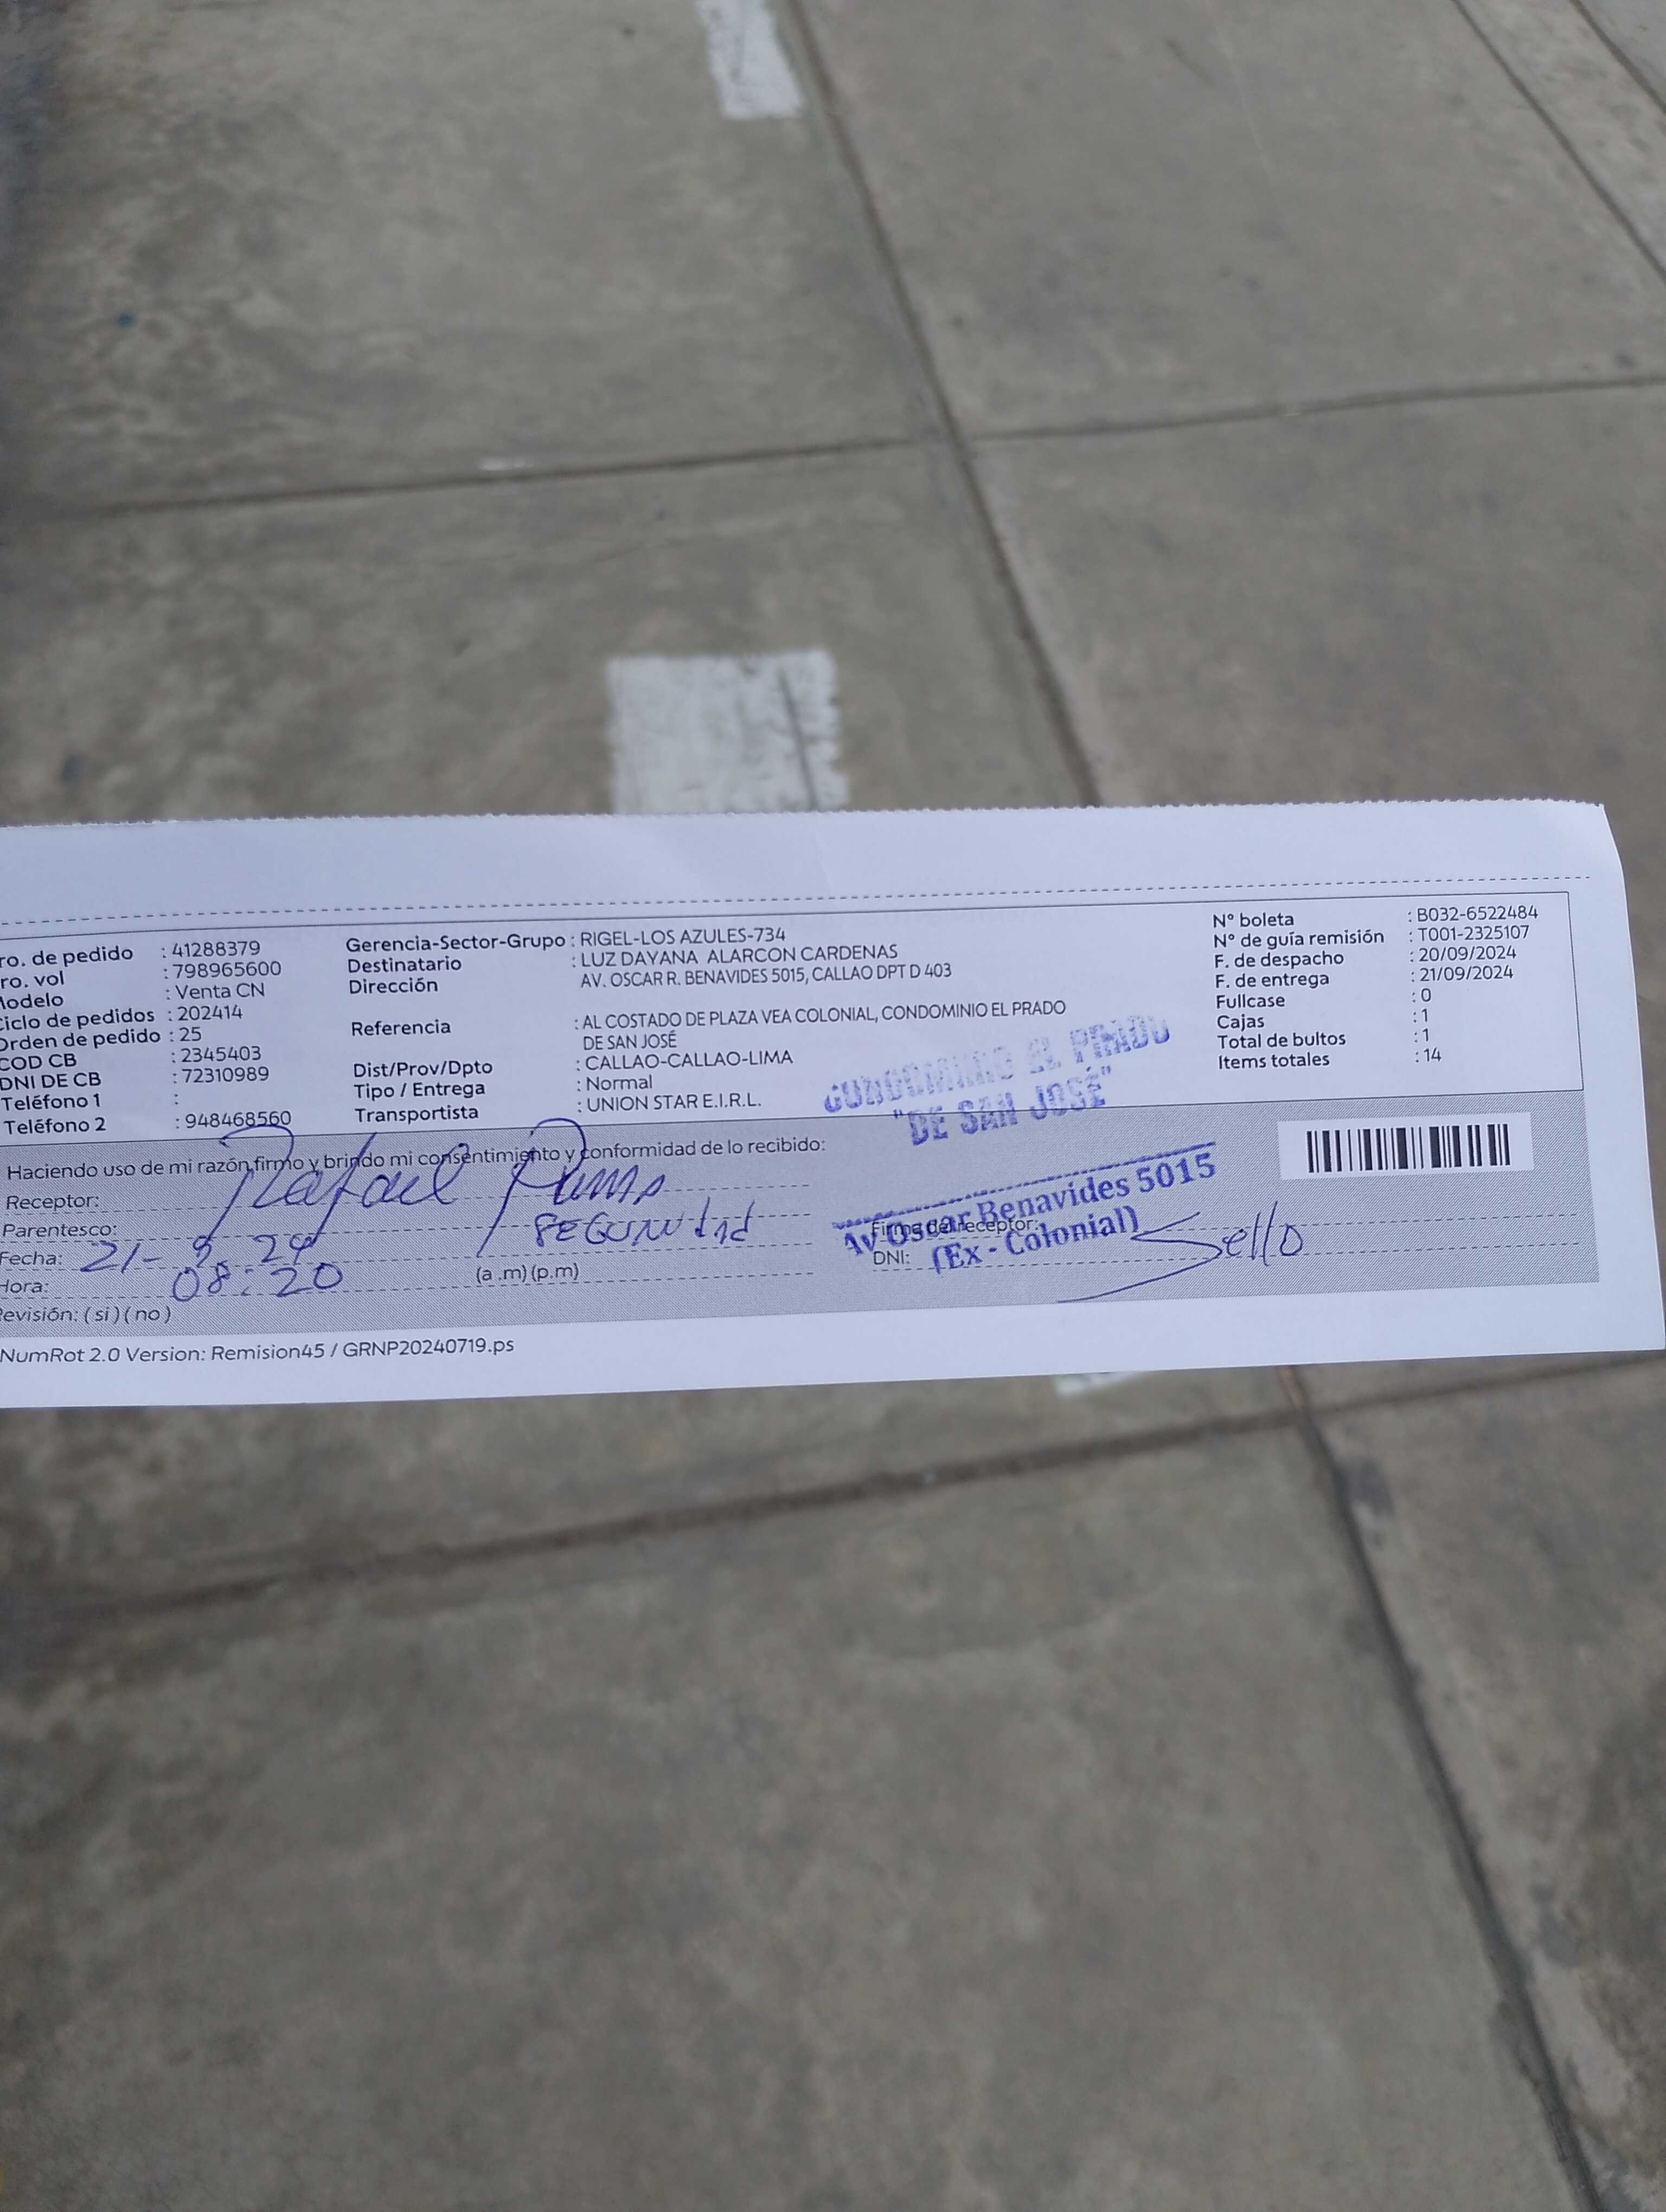 ro. de pedido : 41288379
ro. vol : 798965600
Modelo : Venta CN
Ciclo de pedidos : 202414
Orden de pedido : 25
COD CB : 2345403
DNI DE CB : 72310989
Teléfono 1 :
Teléfono 2 : 948468560
Gerencia-Sector-Grupo : RIGEL-LOS AZULES-734
Destinatario : LUZ DAYANA ALARCON CARDENAS
Dirección AV. OSCAR R. BENAVIDES 5015, CALLAO DPT D 403
Referencia : AL COSTADO DE PLAZA VEA COLONIAL, CONDOMINIO EL PRADO
DE SAN JOSÉ
Dist/Prov/Dpto : CALLAO-CALLAO-LIMA
Tipo / Entrega : Normal
Transportista : UNION STAR E.I.R.L.
N° boleta : B032-6522484
N° de guía remisión : T001-2325107
F. de despacho : 20/09/2024
F. de entrega : 21/09/2024
Fullcase : 0
Cajas : 1
Total de bultos : 1
Items totales : 14
CONDOMINIO EL PRADO
"DE SAN JOSÉ"
Av Oscar Benavides 5015
(Ex - Colonial)
Haciendo uso de mi razón firmo y brindo mi consentimiento y conformidad de lo recibido:
Receptor: Rafael Puma
Parentesco: SEGURIDAD
Fecha: 21-9-24
Hora: 08:20 (a .m) (p.m)
Revisión: ( si ) ( no )
Firma del receptor:
DNI: Sello
NumRot 2.0 Version: Remision45 / GRNP20240719.ps